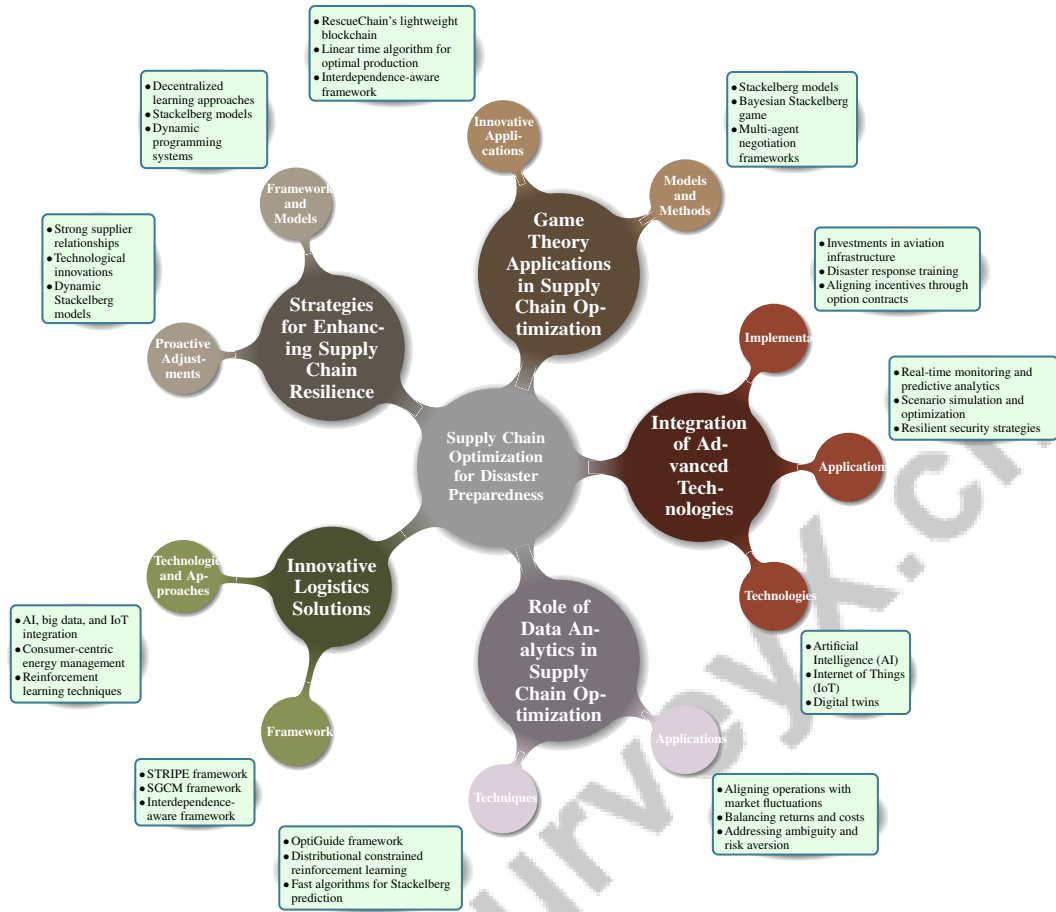 ● RescueChain's lightweight
blockchain
● Linear time algorithm for
optimal production
● Interdependence-aware
framework
● Decentralized
learning approaches
● Stackelberg models
● Dynamic
programming
systems
● Stackelberg models
● Bayesian Stackelberg
game
● Multi-agent
negotiation
frameworks
Innovative
Appli-
cations
Models
and
Methods
Framework
and
Models
Game
Theory
Applications
in Supply
Chain Op-
timization
● Strong supplier
relationships
● Technological
innovations
● Dynamic
Stackelberg
models
● Investments in aviation
infrastructure
● Disaster response training
● Aligning incentives through
option contracts
Strategies
for Enhanc-
ing Supply
Chain
Resilience
Proactive
Adjust-
ments
Implementa
● Real-time monitoring and
predictive analytics
● Scenario simulation and
optimization
● Resilient security strategies
Supply Chain
Optimization
for Disaster
Preparedness
Integration
of Ad-
vanced
Tech-
nologies
Applications
Technologie
and Ap-
proaches
Innovative
Logistics
Solutions
Technologies
● AI, big data, and IoT
integration
● Consumer-centric
energy management
● Reinforcement
learning techniques
Role of
Data An-
alytics in
Supply
Chain Op-
timization
● Artificial
Intelligence (AI)
● Internet of Things
(IoT)
● Digital twins
Framework
Applications
● STRIPE framework
● SGCM framework
● Interdependence-
aware framework
Techniques
● Aligning operations with
market fluctuations
● Balancing returns and costs
● Addressing ambiguity and
risk aversion
● OptiGuide framework
● Distributional constrained
reinforcement learning
● Fast algorithms for Stackelberg
prediction